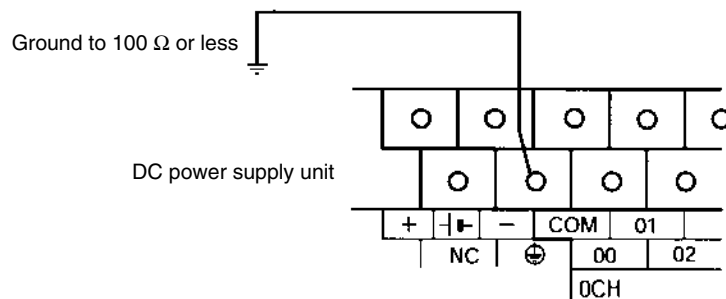 Ground to 100 Ω or less
DC power supply unit
+ − COM 01
NC 00 02
0CH